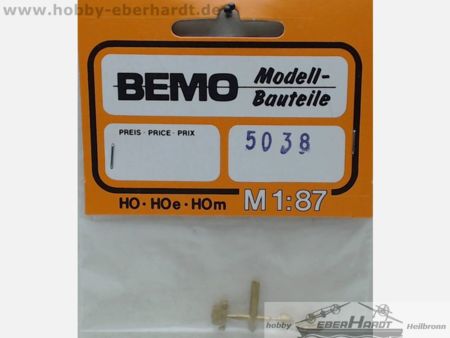 www.hobby-eberhardt.de
BEMO
Modell-
Bauteile
PREIS · PRICE · PRIX
5038
HO · HOe · HOm
M 1:87
hobby EBERHARDT Heilbronn